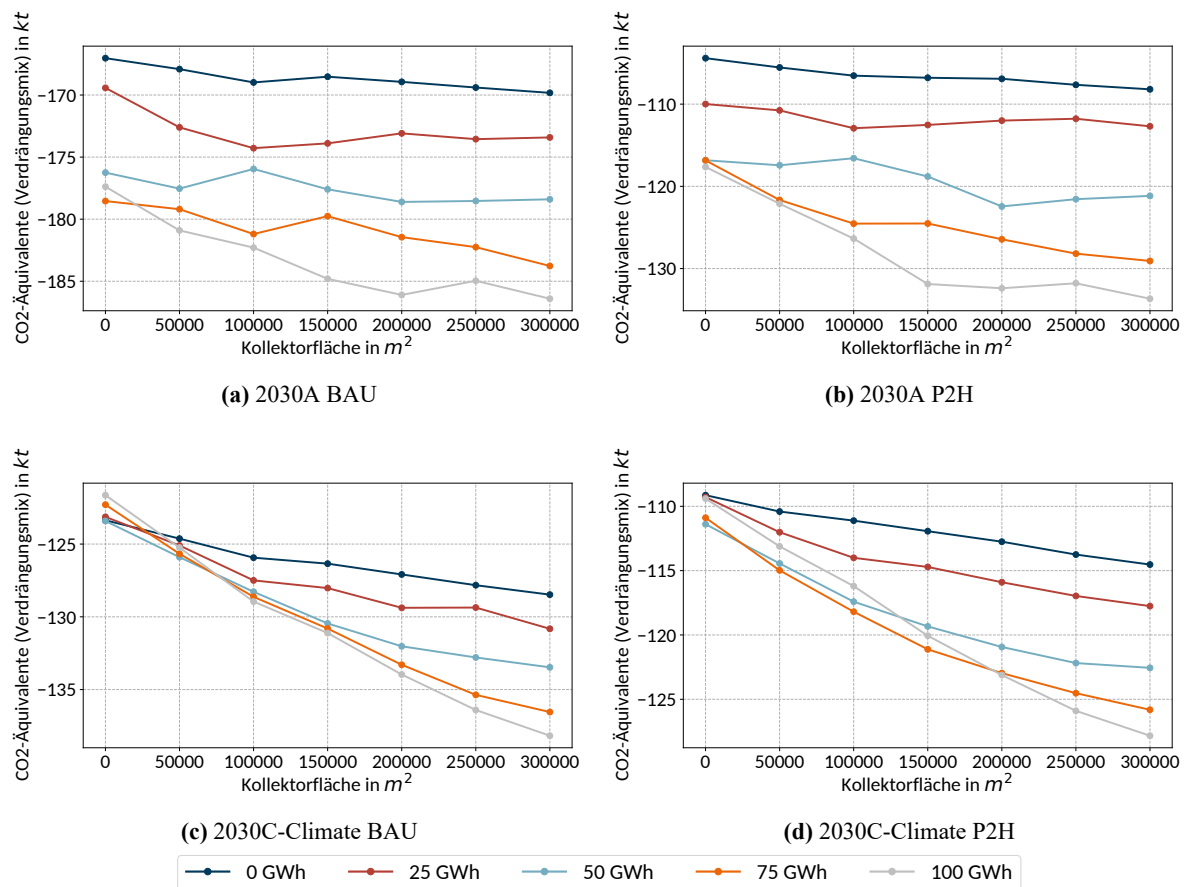 CO2-Äquivalente (Verdrängungsmix) in kt
−170
−175
−180
−185
0 50000 100000 150000 200000 250000 300000
Kollektorfläche in m²
(a) 2030A BAU
CO2-Äquivalente (Verdrängungsmix) in kt
−110
−120
−130
0 50000 100000 150000 200000 250000 300000
Kollektorfläche in m²
(b) 2030A P2H
CO2-Äquivalente (Verdrängungsmix) in kt
−125
−130
−135
0 50000 100000 150000 200000 250000 300000
Kollektorfläche in m²
(c) 2030C-Climate BAU
CO2-Äquivalente (Verdrängungsmix) in kt
−110
−115
−120
−125
0 50000 100000 150000 200000 250000 300000
Kollektorfläche in m²
(d) 2030C-Climate P2H
0 GWh 25 GWh 50 GWh 75 GWh 100 GWh